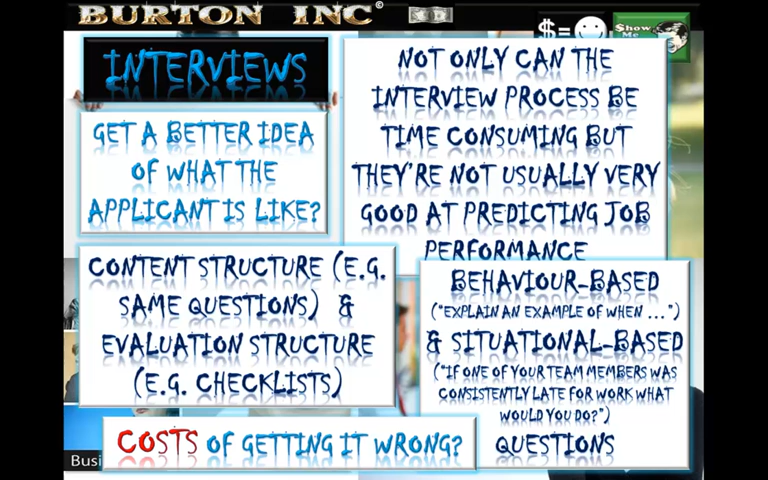 BURTON INC©
$=
Show
Me
INTERVIEWS
GET A BETTER IDEA
OF WHAT THE
APPLICANT IS LIKE?
NOT ONLY CAN THE
INTERVIEW PROCESS BE
TIME CONSUMING BUT
THEY'RE NOT USUALLY VERY
GOOD AT PREDICTING JOB
PERFORMANCE
CONTENT STRUCTURE (E.G.
SAME QUESTIONS) &
EVALUATION STRUCTURE
(E.G. CHECKLISTS)
BEHAVIOUR-BASED
("EXPLAIN AN EXAMPLE OF WHEN ...")
& SITUATIONAL-BASED
("IF ONE OF YOUR TEAM MEMBERS WAS
CONSISTENTLY LATE FOR WORK WHAT
WOULD YOU DO?")
QUESTIONS
COSTS OF GETTING IT WRONG?
Busi